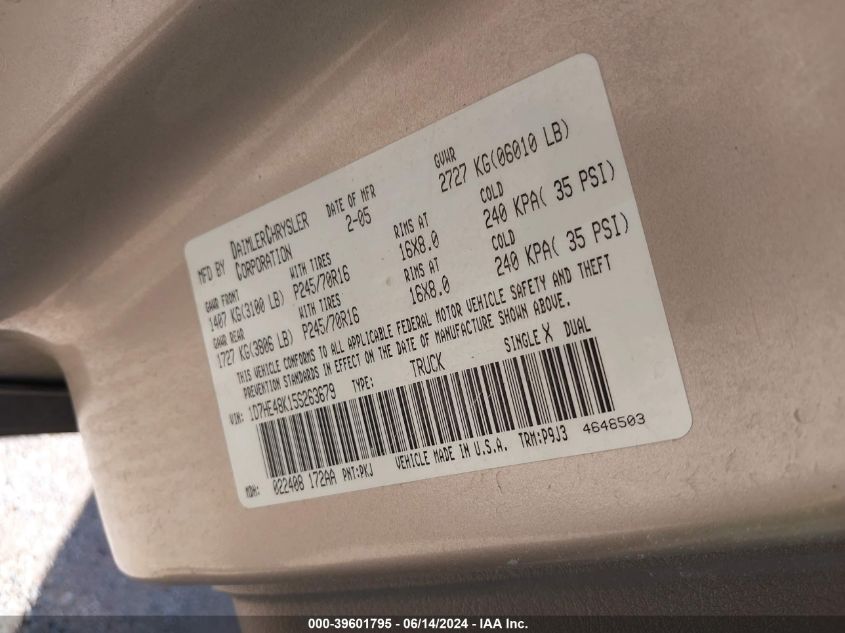 MFD BY DAIMLERCHRYSLER CORPORATION DATE OF MFR 2-05 GVWR 2727 KG(06010 LB)
GAWR FRONT 1407 KG(3100 LB) WITH TIRES P245/70R16 RIMS AT 16X8.0 COLD 240 KPA( 35 PSI)
GAWR REAR 1727 KG(3806 LB) WITH TIRES P245/70R16 RIMS AT 16X8.0 COLD 240 KPA( 35 PSI)
THIS VEHICLE CONFORMS TO ALL APPLICABLE FEDERAL MOTOR VEHICLE SAFETY AND THEFT
PREVENTION STANDARDS IN EFFECT ON THE DATE OF MANUFACTURE SHOWN ABOVE.
VIN: 1D7HE48K15S263679 TYPE: TRUCK SINGLE X DUAL
MDH: 022408 172AA PNT:PKJ VEHICLE MADE IN U.S.A. TRM:P9J3 4648503
000-39601795 - 06/14/2024 - IAA Inc.